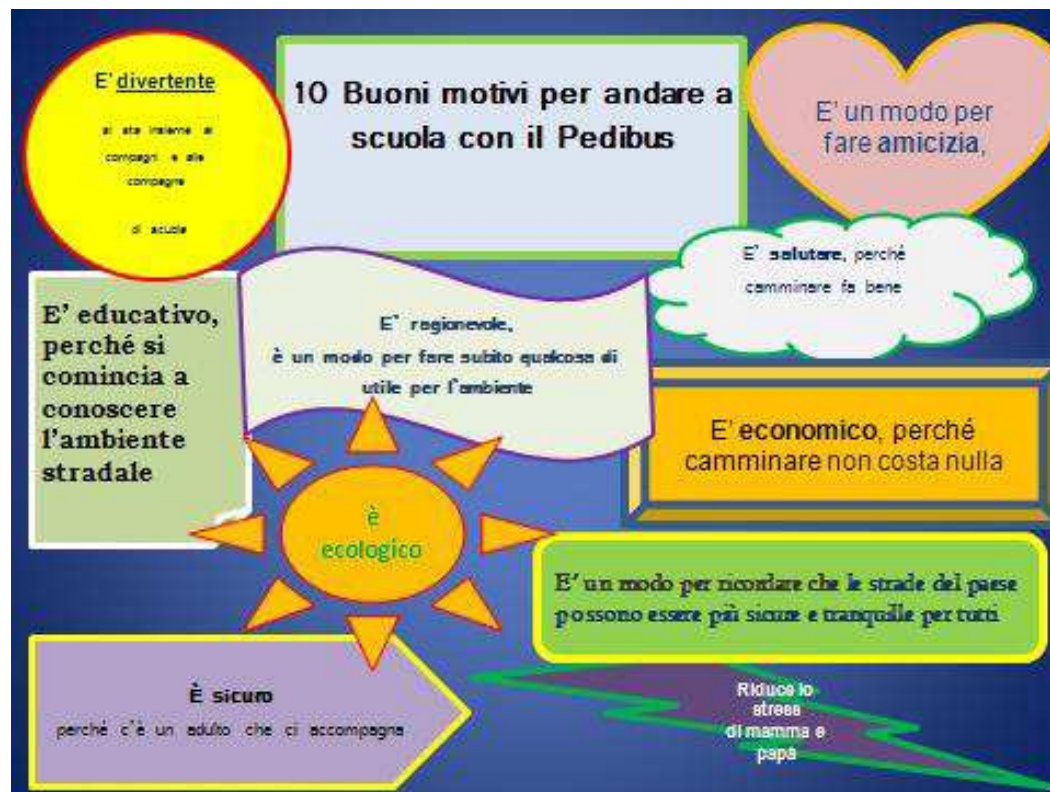 10 Buoni motivi per andare a
scuola con il Pedibus
E' divertente
si sta insieme ai
compagni e alle
compagne
di scuola
E' un modo per
fare amicizia,
E' salutare, perché
camminare fa bene
E' educativo,
perché si
comincia a
conoscere
l'ambiente
stradale
E' ragionevole,
è un modo per fare subito qualcosa di
utile per l'ambiente
E' economico, perché
camminare non costa nulla
è
ecologico
E' un modo per ricordare che le strade del paese
possono essere più sicure e tranquille per tutti
È sicuro
perché c'è un adulto che ci accompagna
Riduce lo
stress
di mamma e
papà